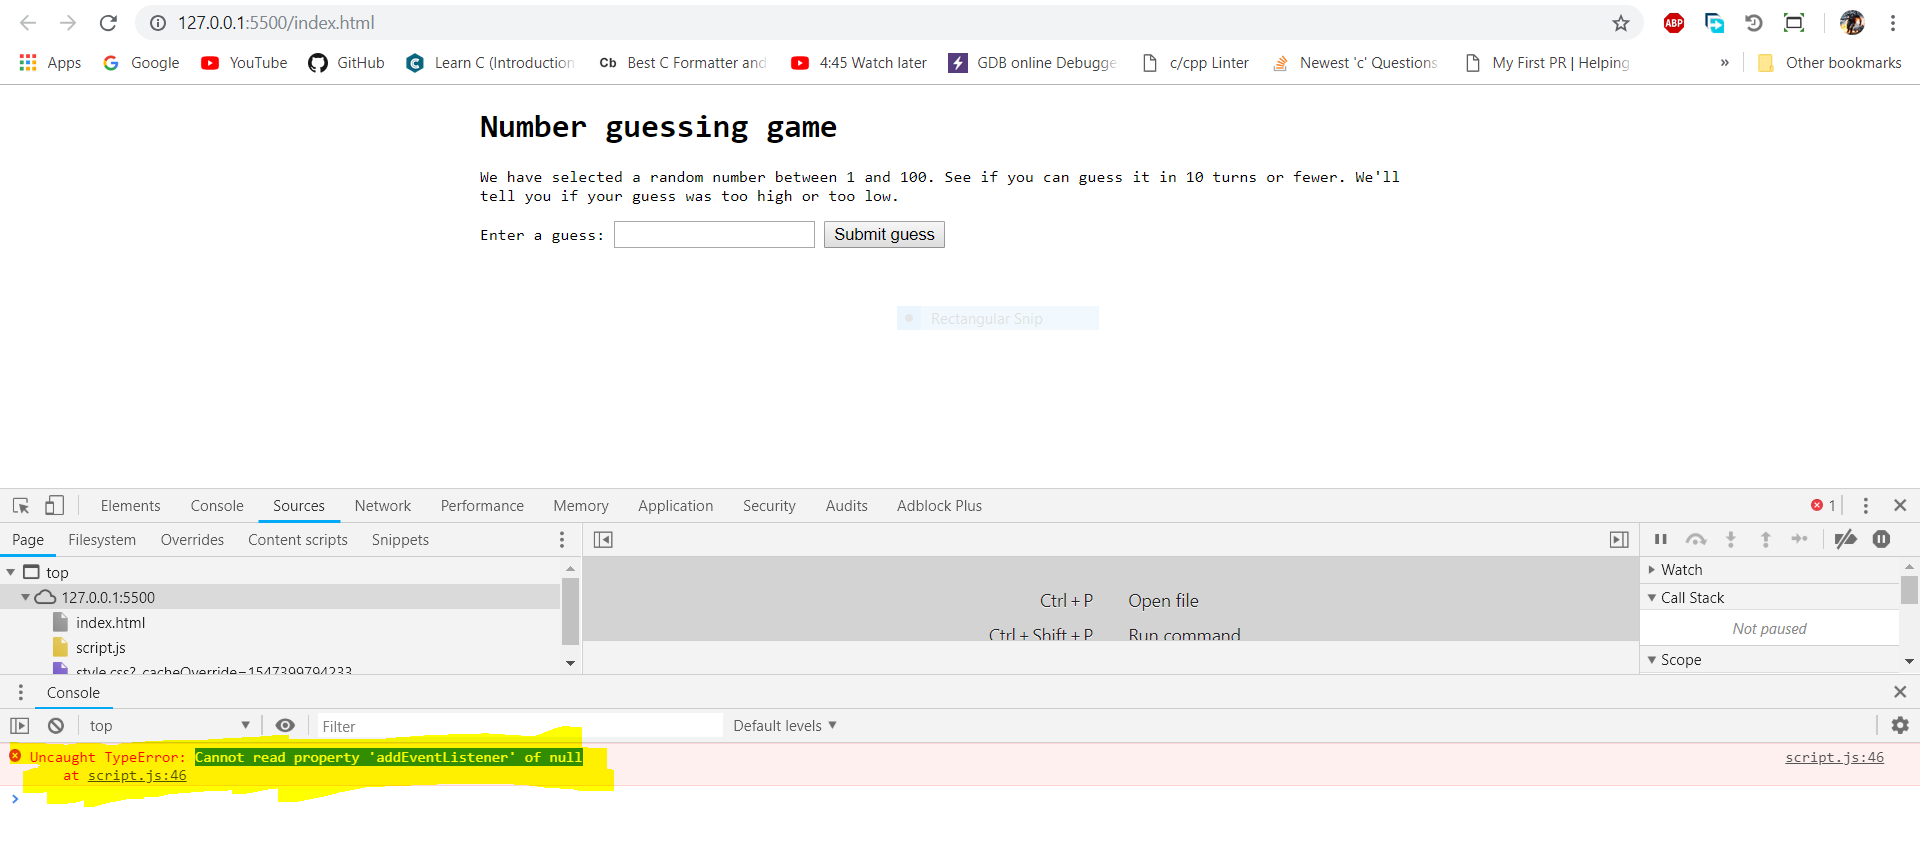 127.0.0.1:5500/index.html
ABP
Apps Google YouTube GitHub Learn C (Introduction Cb Best C Formatter and 4:45 Watch later GDB online Debugge c/cpp Linter Newest 'c' Questions My First PR | Helping » Other bookmarks
Number guessing game
We have selected a random number between 1 and 100. See if you can guess it in 10 turns or fewer. We'll
tell you if your guess was too high or too low.
Enter a guess: Submit guess
Rectangular Snip
Elements Console Sources Network Performance Memory Application Security Audits Adblock Plus 1
Page Filesystem Overrides Content scripts Snippets
top
127.0.0.1:5500
index.html
script.js
style.css?_cacheOverride=1547399794233
Ctrl + P Open file
Ctrl + Shift + P Run command
Watch
Call Stack
Not paused
Scope
Console
top Filter Default levels
Uncaught TypeError: Cannot read property 'addEventListener' of null script.js:46
at script.js:46